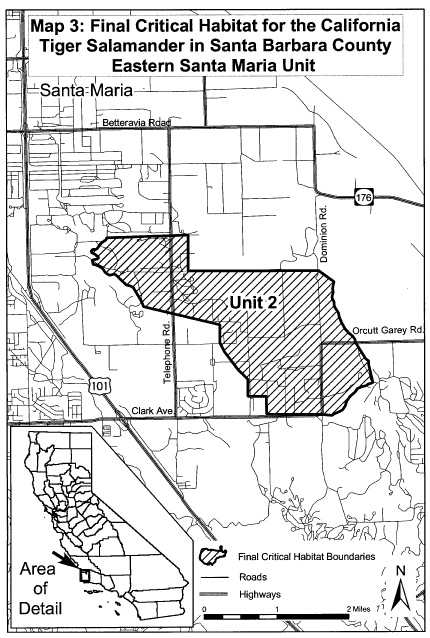 Map 3: Final Critical Habitat for the California
Tiger Salamander in Santa Barbara County
Eastern Santa Maria Unit
Santa Maria
Betteravia Road
176
Dominion Rd.
Unit 2
Orcutt Garey Rd.
Telephone Rd.
101
Clark Ave.
Area
of
Detail
Final Critical Habitat Boundaries
Roads
Highways
N
0 1 2 Miles